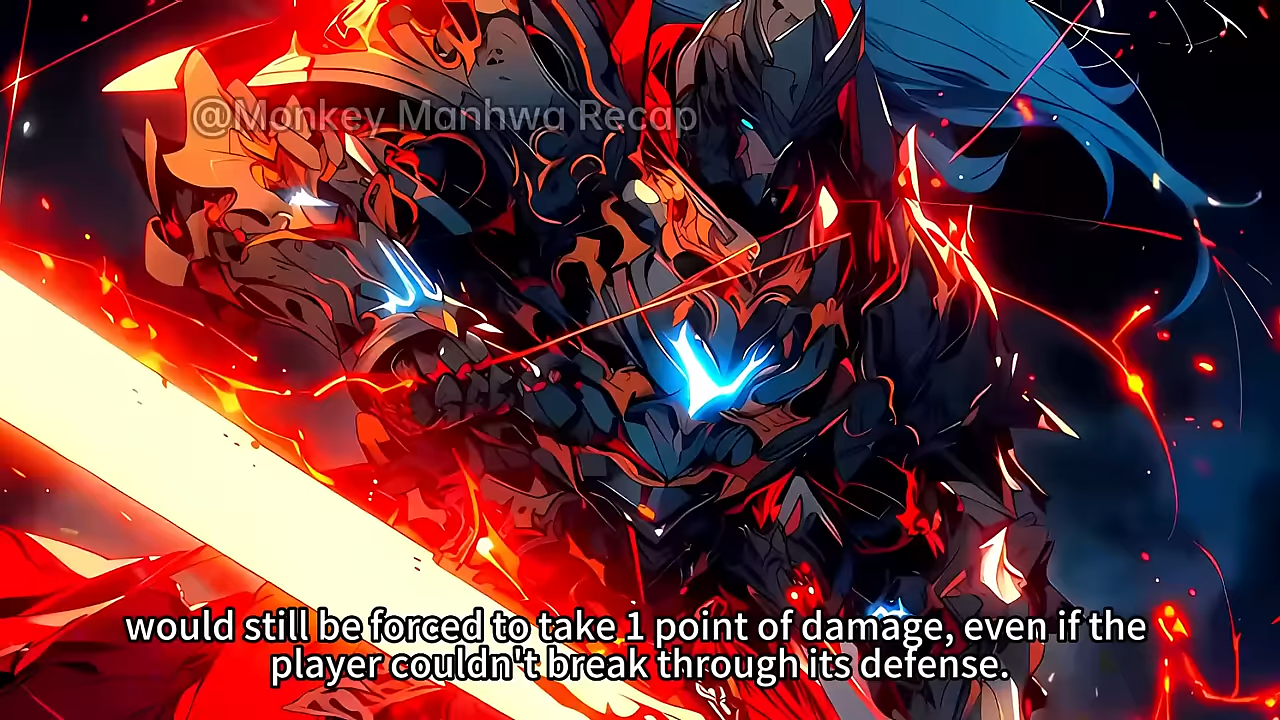 @Monkey Manhwa Recap
would still be forced to take 1 point of damage, even if the
player couldn't break through its defense.